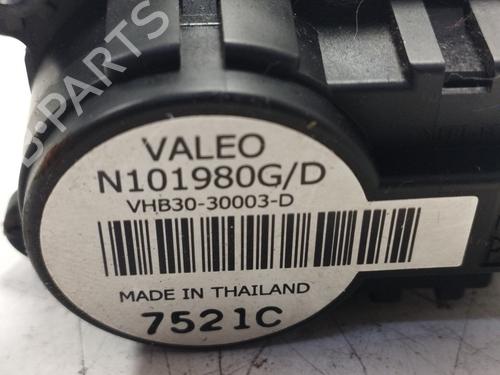 VALEO
N101980G/D
VHB30-30003-D
MADE IN THAILAND
7521C
B-PARTS